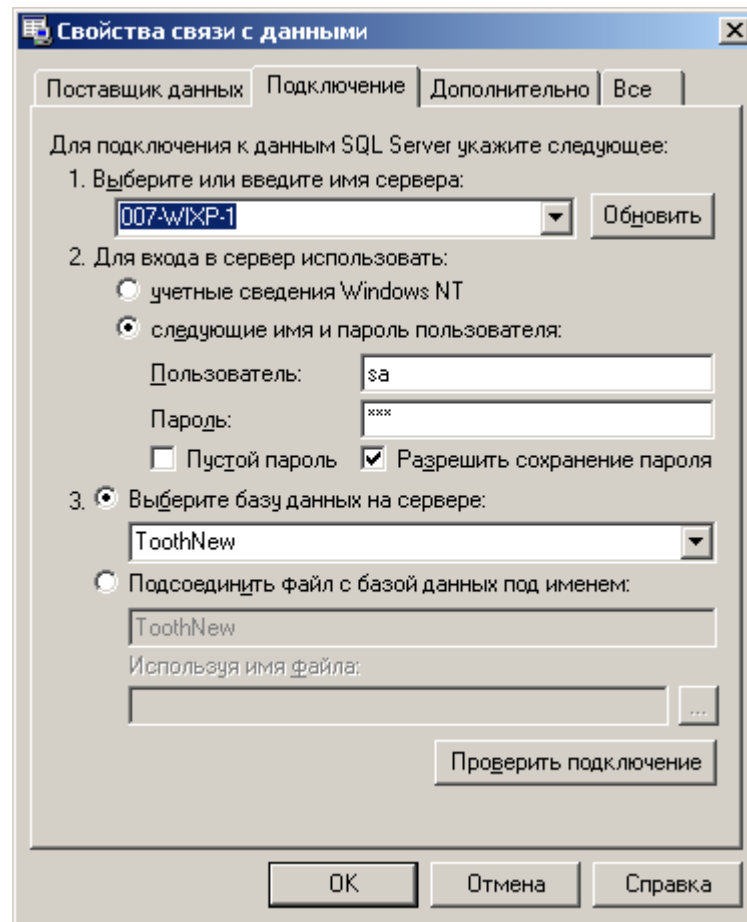 Свойства связи с данными
Поставщик данных Подключение Дополнительно Все
Для подключения к данным SQL Server укажите следующее:
1. Выберите или введите имя сервера:
007-WIXP-1 Обновить
2. Для входа в сервер использовать:
учетные сведения Windows NT
следующие имя и пароль пользователя:
Пользователь: sa
Пароль: ***
Пустой пароль Разрешить сохранение пароля
3. Выберите базу данных на сервере:
ToothNew
Подсоединить файл с базой данных под именем:
ToothNew
Используя имя файла:
...
Проверить подключение
OK Отмена Справка